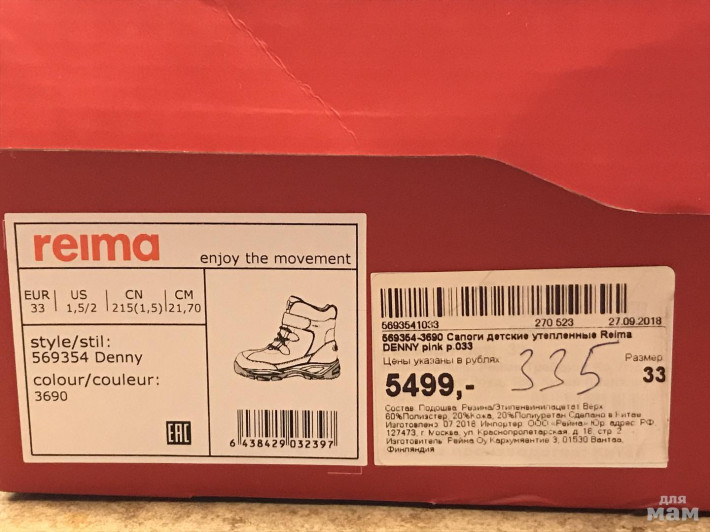 reima
enjoy the movement
EUR US CN CM
33 1,5/2 215(1,5) 21,70
style/stil:
569354 Denny
colour/couleur:
3690
EAC
6 438429 032397
5693541033 270 523 27.09.2018
569354-3690 Сапоги детские утепленные Reima
DENNY pink р.033
Цены указаны в рублях
Размер
5499,- 335 33
Состав: Подошва: Резина/Этиленвинилацетат Верх:
60%Полиэстер, 20%Кожа, 20%Полиуретан Сделано в Китае
Изготовлено: 07.2018 Импортер: ООО «Рейма» Юр. адрес: РФ,
127473, г. Москва, ул. Краснопролетарская, д. 16, стр. 2
Изготовитель: Рейма Оу Кархумяентие 3, 01530 Вантаа,
Финляндия
для
мам